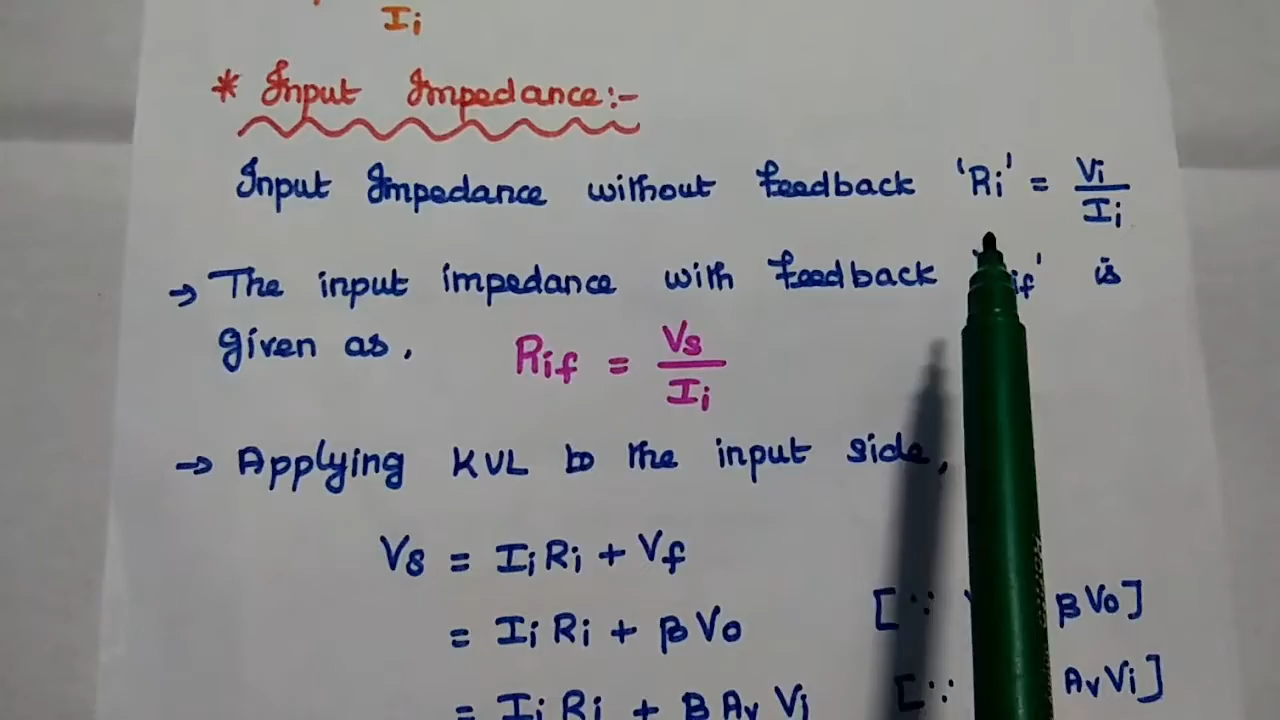 Ii
* Input Impedance:-
Input Impedance without feedback 'Ri' = Vi / Ii
→ The input impedance with feedback if' is
given as, Rif = Vs / Ii
→ Applying KVL to the input side,
Vs = IiRi + Vf
= IiRi + βVo [∵ βVo]
= IiRi + βAvVi [∵ AvVi]